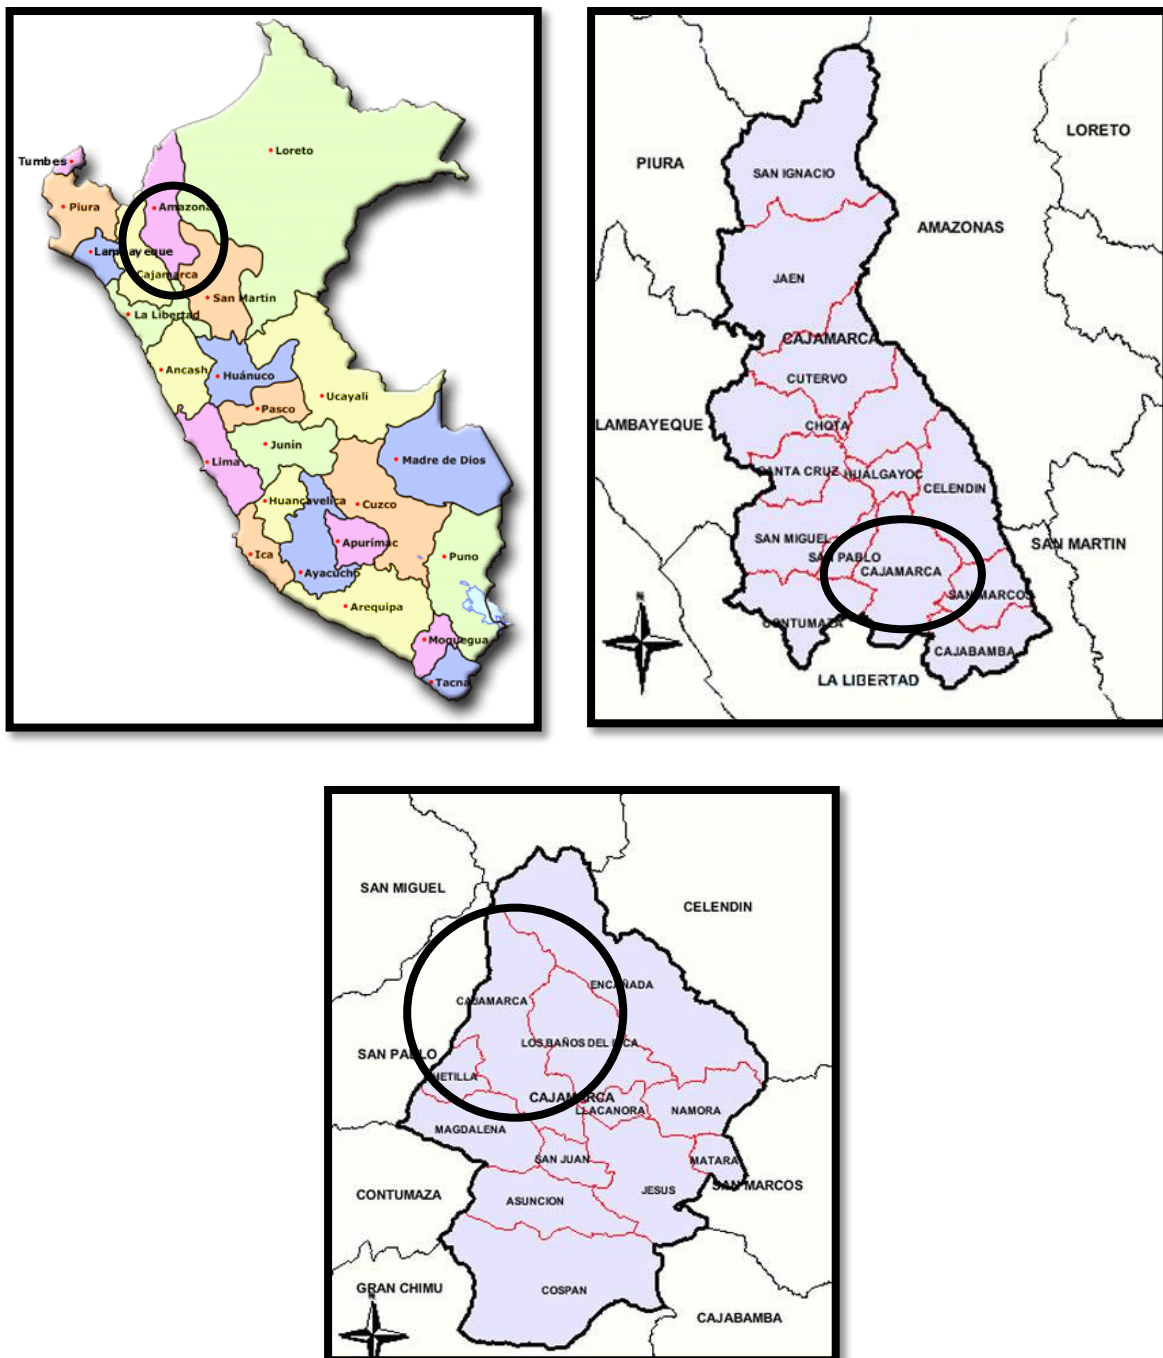 Loreto
Tumbes
Piura
Amazona
Lambayeque
Cajamarca
San Martin
La Libertad
Ancash
Huánuco
Ucayali
Pasco
Junín
Lima
Madre de Dios
Huancavelica
Cuzco
Ica
Apurímac
Puno
Ayacucho
Arequipa
Moquegua
Tacna
LORETO
PIURA
SAN IGNACIO
AMAZONAS
JAEN
CAJAMARCA
CUTERVO
LAMBAYEQUE
CHOTA
SANTA CRUZ
HUALGAYOC
CELENDIN
SAN MIGUEL
SAN PABLO
CAJAMARCA
SAN MARTIN
SAN MARCOS
CONTUMAZA
CAJABAMBA
LA LIBERTAD
N
SAN MIGUEL
CELENDIN
ENCAÑADA
CAJAMARCA
LOS BAÑOS DEL INCA
SAN PABLO
CHETILLA
CAJAMARCA
LLACANORA
NAMORA
MAGDALENA
SAN JUAN
MATARA
SAN MARCOS
CONTUMAZA
ASUNCION
JESUS
GRAN CHIMU
COSPAN
CAJABAMBA
N